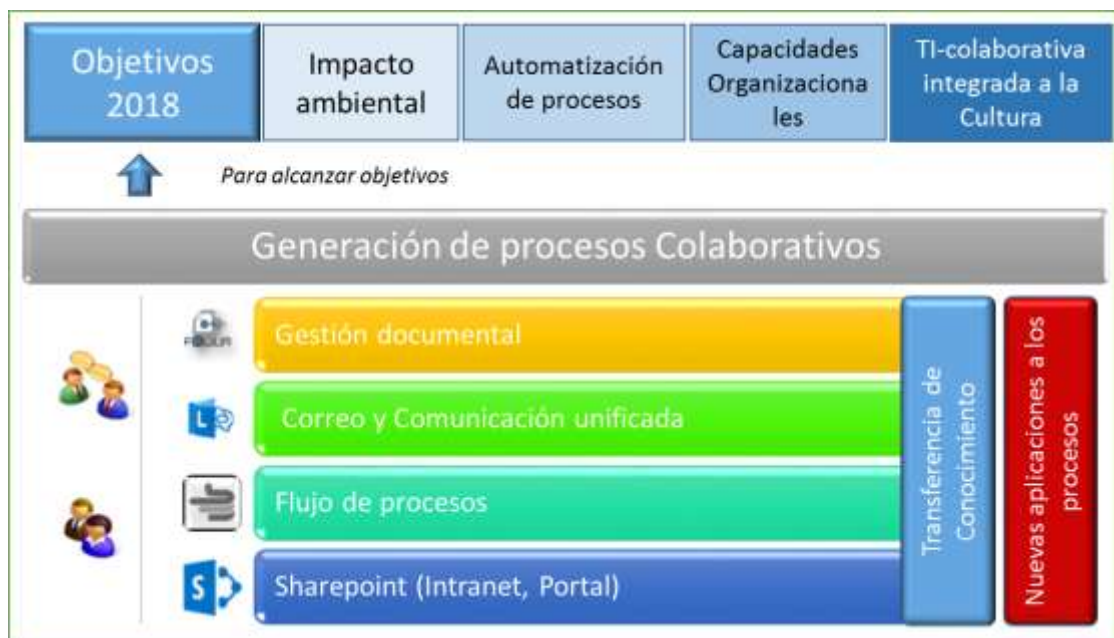 Objetivos
2018
Impacto
ambiental
Automatización
de procesos
Capacidades
Organizaciona
les
TI-colaborativa
integrada a la
Cultura
Para alcanzar objetivos
Generación de procesos Colaborativos
Gestión documental
Correo y Comunicación unificada
Flujo de procesos
Sharepoint (Intranet, Portal)
Transferencia de
Conocimiento
Nuevas aplicaciones a los
procesos
L
S